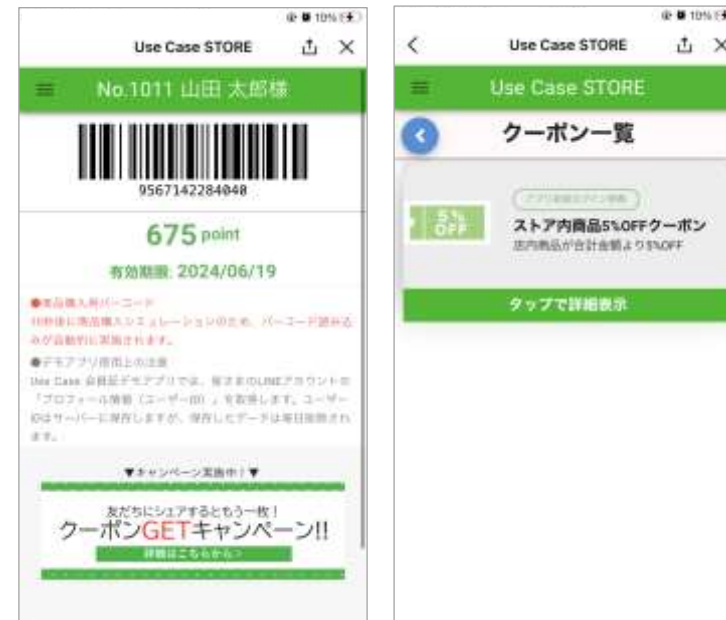 10%
Use Case STORE
No.1011 山田 太郎様
9567142284048
675 point
有効期限: 2024/06/19
●商品購入用バーコード
10秒後に商品購入シミュレーションのため、バーコード読み込
みが自動的に実施されます。
●デモアプリ使用上の注意
Use Case 会員証デモアプリでは、皆さまのLINEアカウントの
「プロフィール情報（ユーザーID）」を取得します。ユーザー
IDはサーバーに保存しますが、保存したデータは毎日削除され
ます。
▼キャンペーン実施中！▼
友だちにシェアするともう一枚！
クーポンGETキャンペーン!!
詳細はこちらから＞
10%
Use Case STORE
Use Case STORE
クーポン一覧
5%
OFF
ストア内商品5%OFFクーポン
店内商品が合計金額より5%OFF
タップで詳細表示